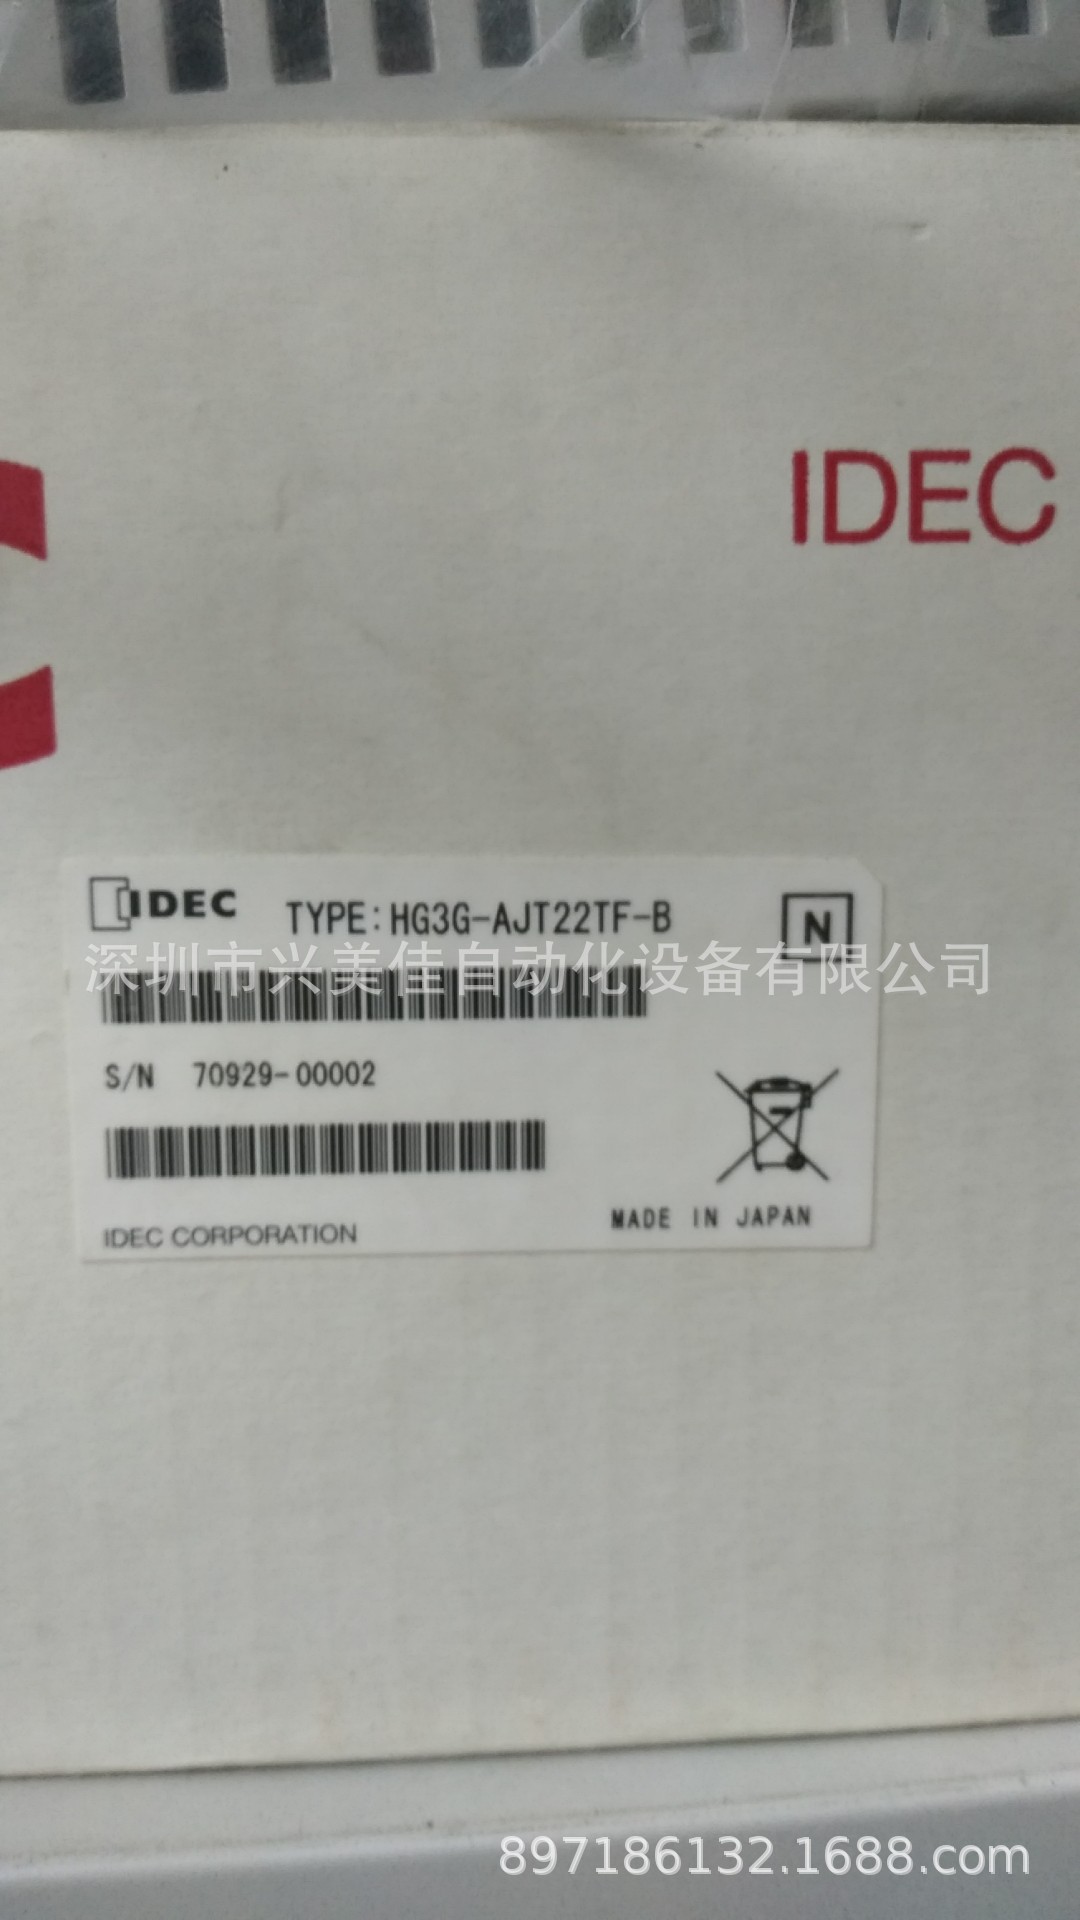 IDEC
IDEC TYPE:HG3G-AJT22TF-B N
深圳市兴美佳自动化设备有限公司
S/N 70929-00002
IDEC CORPORATION MADE IN JAPAN
897186132.1688.com